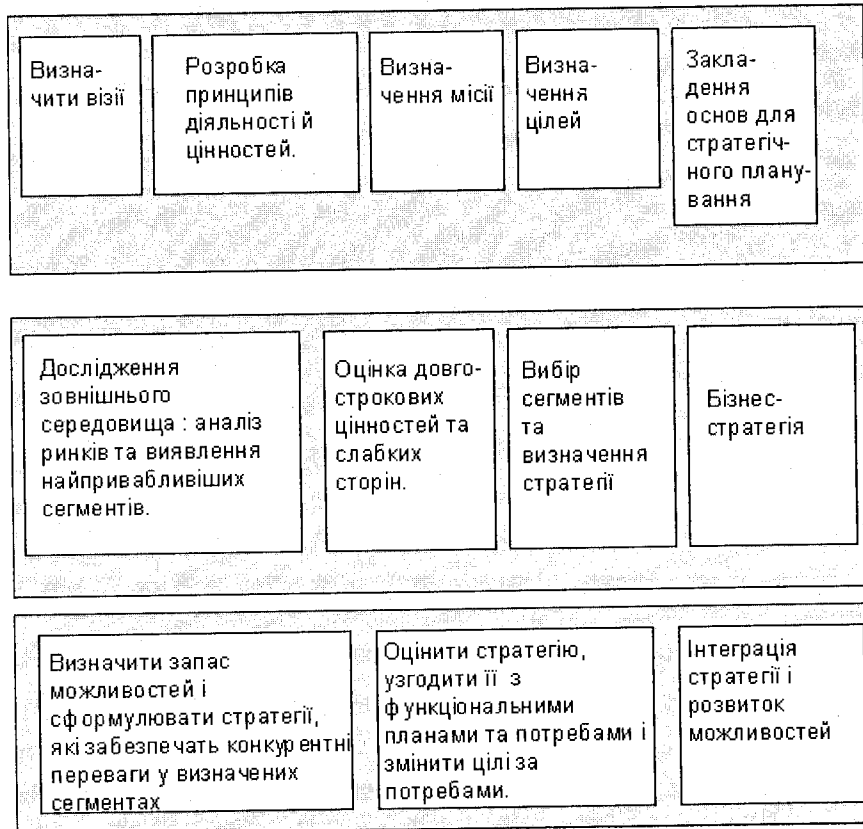 Визна-
чити візії
Розробка
принципів
діяльності й
цінностей.
Визна-
чення місії
Визна-
чення
цілей
Закла-
дення
основ для
стратегіч-
ного плану-
вання
Дослідження
зовнішнього
середовища : аналіз
ринків та виявлення
найпривабливіших
сегментів.
Оцінка довго-
строкових
цінностей та
слабких
сторін.
Вибір
сегментів
та
визначення
стратегії
Бізнес-
стратегія
Визначити запас
можливостей і
сформулювати стратегії,
які забезпечать конкурентні
переваги у визначених
сегментах
Оцінити стратегію,
узгодити її з
функціональними
планами та потребами і
змінити цілі за
потребами.
Інтеграція
стратегії і
розвиток
можливостей